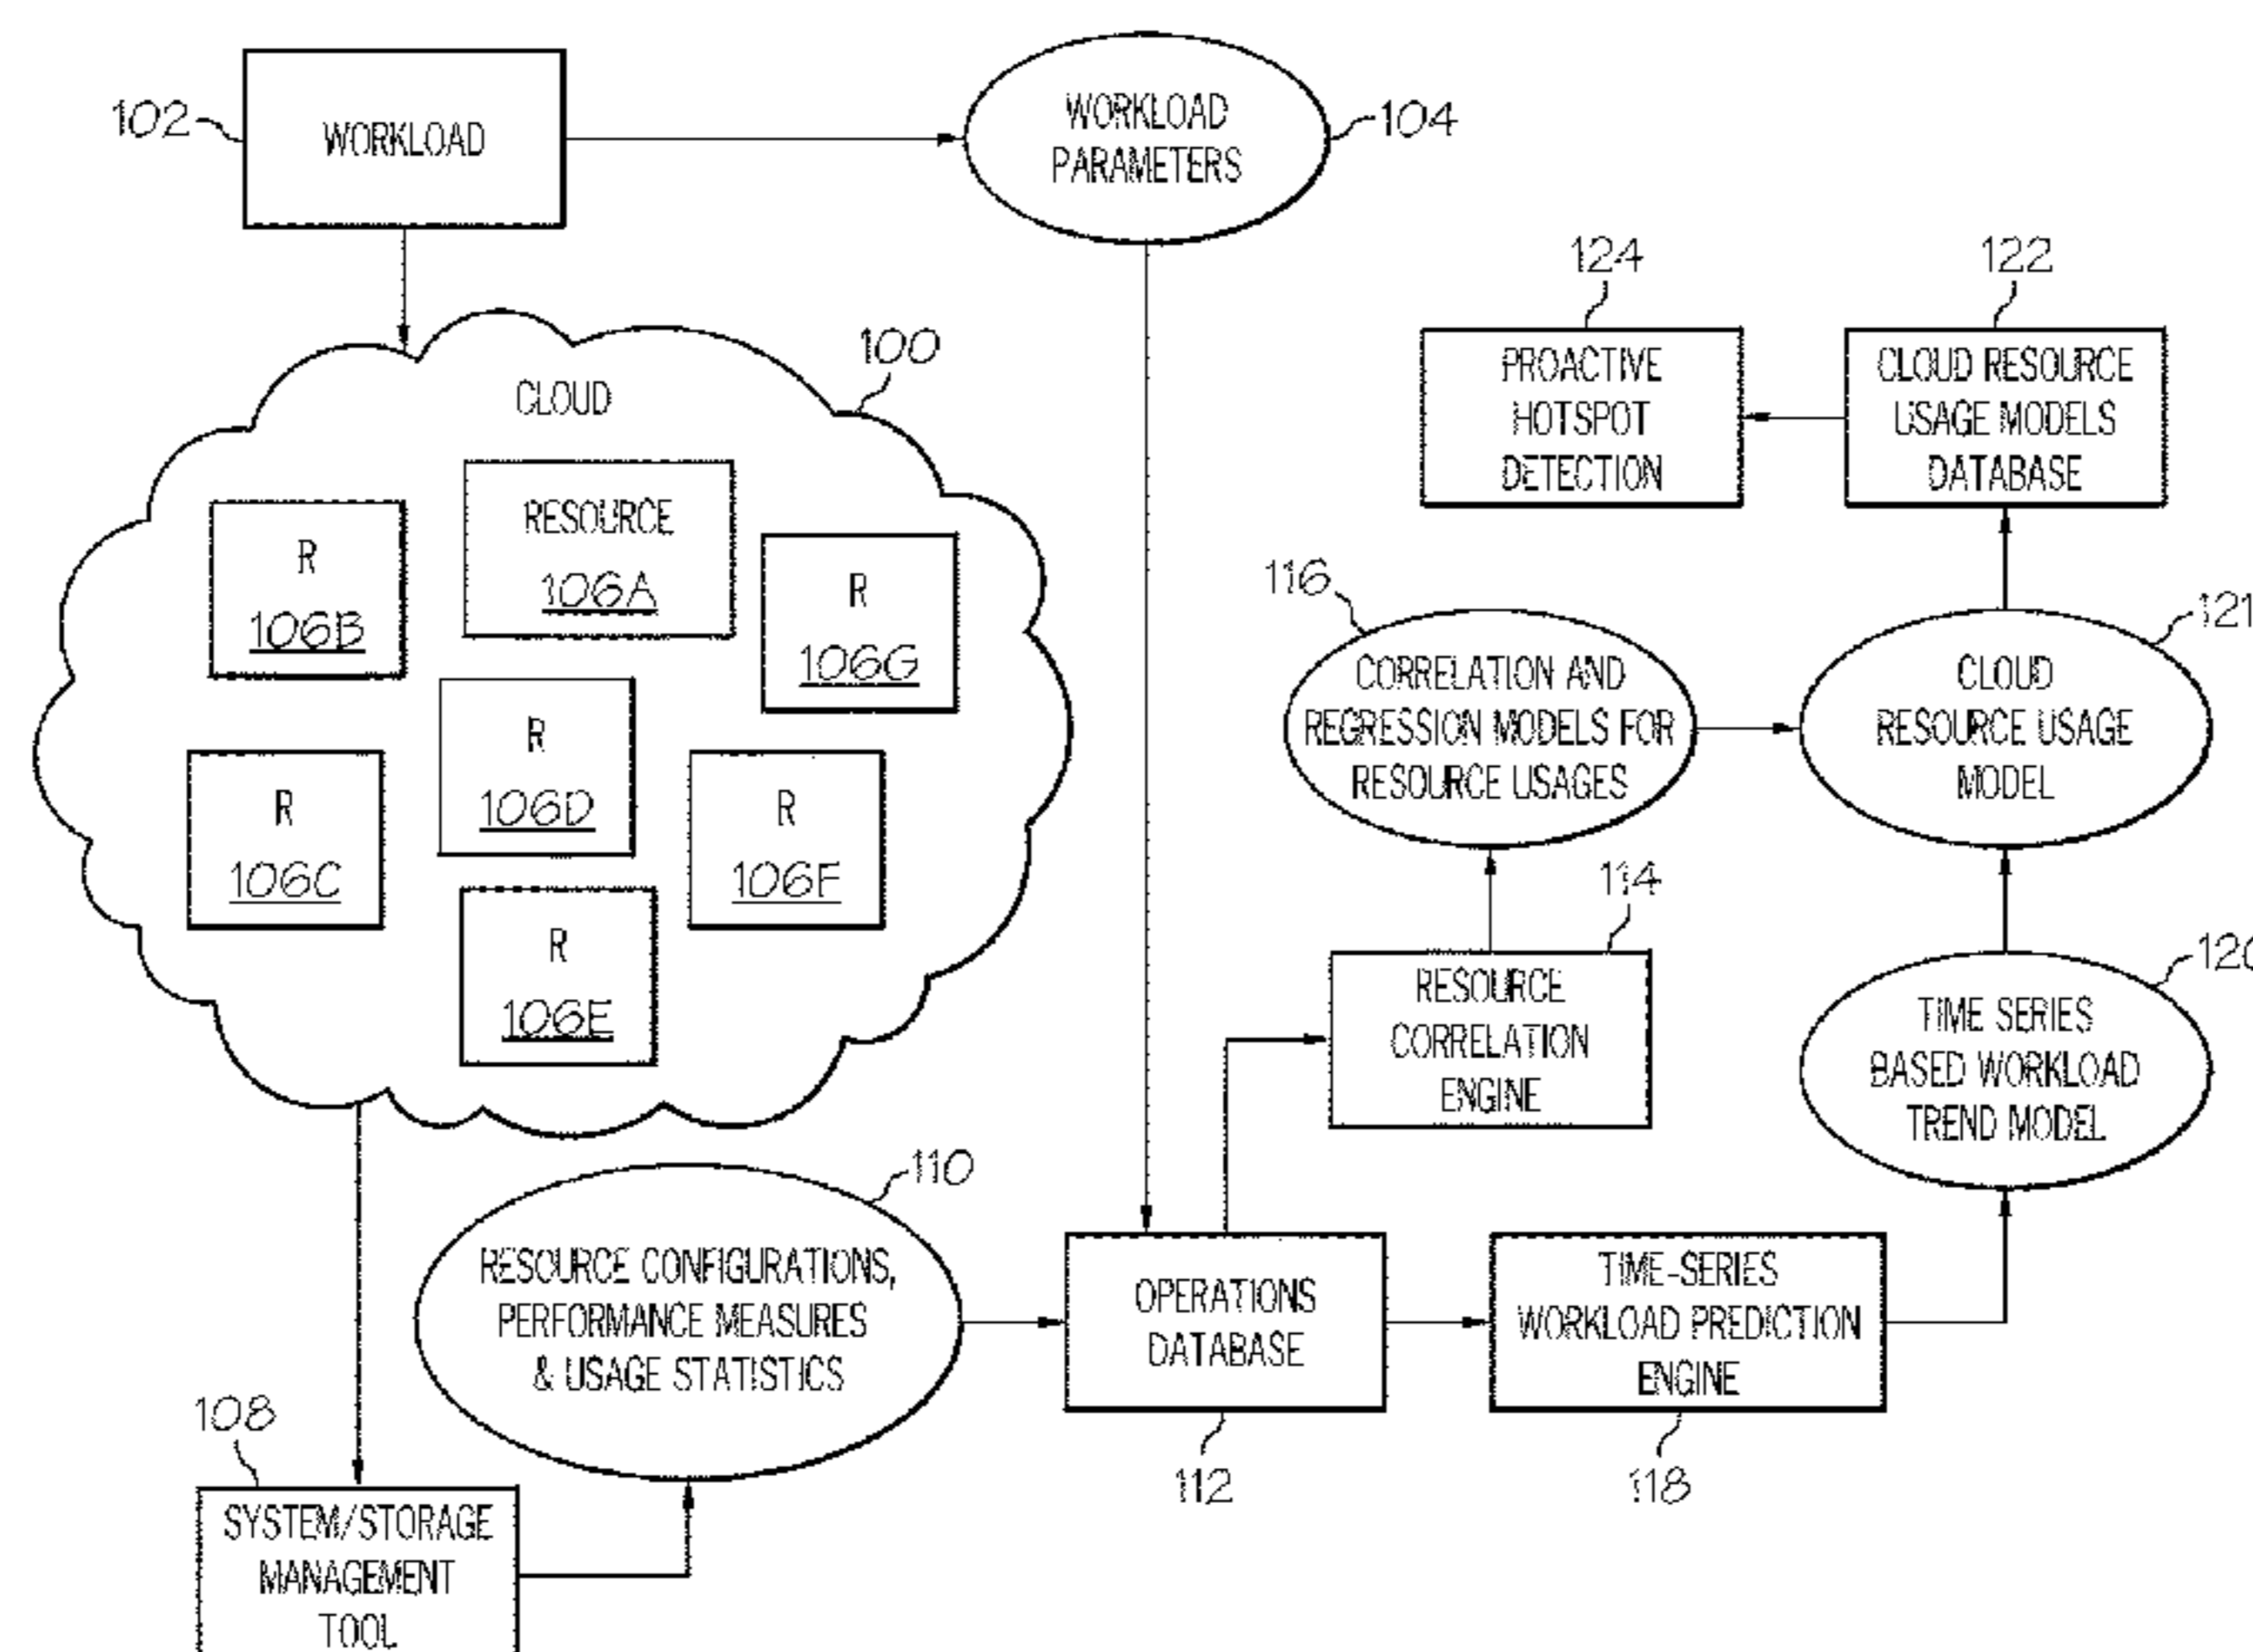 102
WORKLOAD
WORKLOAD
PARAMETERS
104
124
122
PROACTIVE
HOTSPOT
DETECTION
CLOUD RESOURCE
USAGE MODELS
DATABASE
100
CLOUD
RESOURCE
106A
R
106B
R
106G
R
106D
R
106C
R
106F
R
106E
116
CORRELATION AND
REGRESSION MODELS FOR
RESOURCE USAGES
121
CLOUD
RESOURCE USAGE
MODEL
114
RESOURCE
CORRELATION
ENGINE
120
TIME SERIES
BASED WORKLOAD
TREND MODEL
110
RESOURCE CONFIGURATIONS,
PERFORMANCE MEASURES
& USAGE STATISTICS
OPERATIONS
DATABASE
112
TIME-SERIES
WORKLOAD PREDICTION
ENGINE
118
108
SYSTEM/STORAGE
MANAGEMENT
TOOL